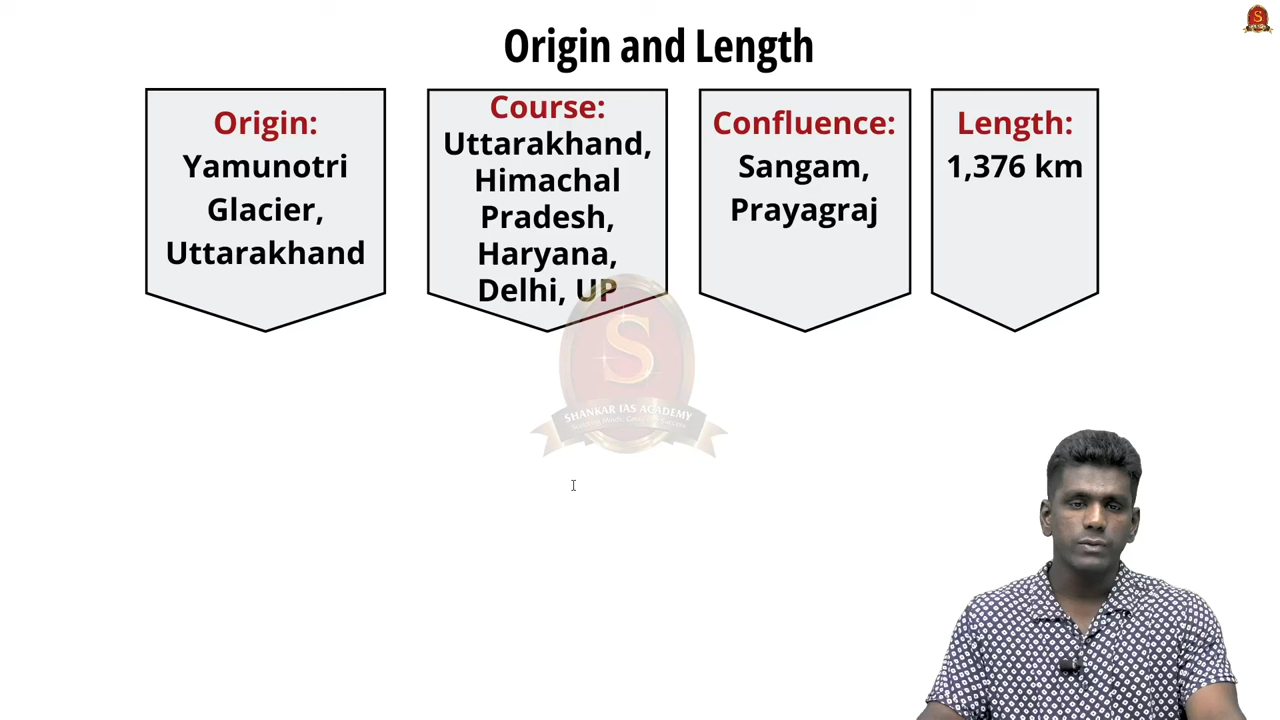 Origin and Length
Origin:
Yamunotri
Glacier,
Uttarakhand
Course:
Uttarakhand,
Himachal
Pradesh,
Haryana,
Delhi, UP
Confluence:
Sangam,
Prayagraj
Length:
1,376 km
S
SHANKAR IAS ACADEMY
S